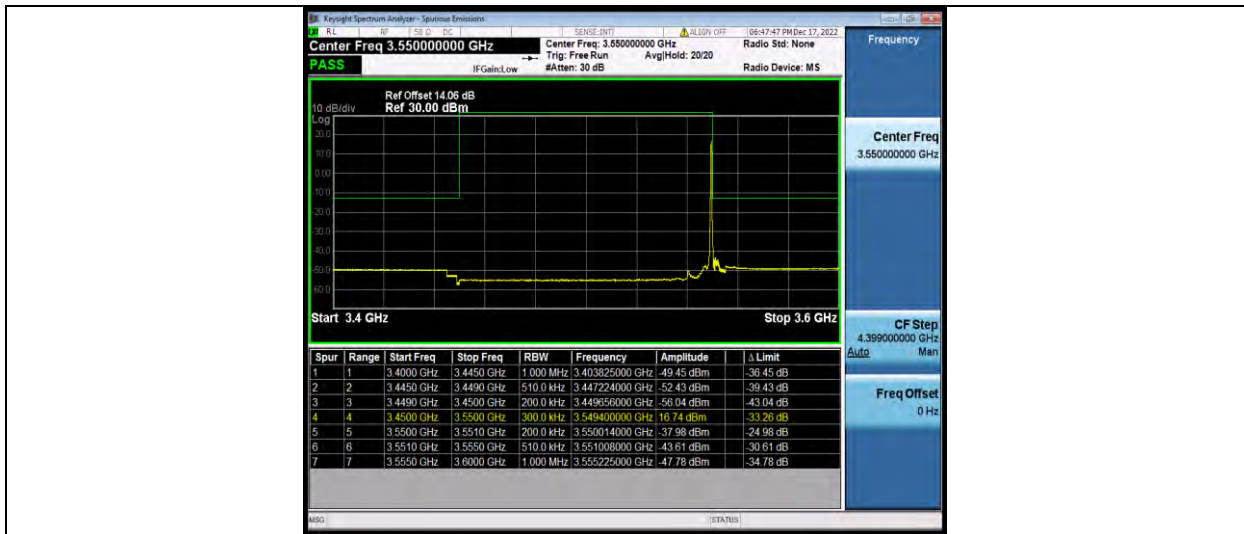 Keysight Spectrum Analyzer - Spurious Emissions
RL RF 50 Ω DC SENSE:INT ALIGN OFF 06:47:47 PM Dec 17, 2022
Center Freq 3.550000000 GHz
Center Freq: 3.550000000 GHz
Radio Std: None
Trig: Free Run Avg|Hold: 20/20
PASS
IFGain:Low
#Atten: 30 dB
Radio Device: MS
Ref Offset 14.06 dB
10 dB/div Ref 30.00 dBm
Log
20.0
10.0
0.00
-10.0
-20.0
-30.0
-40.0
-50.0
-60.0
Start 3.4 GHz Stop 3.6 GHz
Spur Range Start Freq Stop Freq RBW Frequency Amplitude Δ Limit
1 1 3.4000 GHz 3.4450 GHz 1.000 MHz 3.403825000 GHz -49.45 dBm -36.45 dB
2 2 3.4450 GHz 3.4490 GHz 510.0 kHz 3.447224000 GHz -52.43 dBm -39.43 dB
3 3 3.4490 GHz 3.4500 GHz 200.0 kHz 3.449656000 GHz -56.04 dBm -43.04 dB
4 4 3.4500 GHz 3.5500 GHz 300.0 kHz 3.549400000 GHz 16.74 dBm -33.26 dB
5 5 3.5500 GHz 3.5510 GHz 200.0 kHz 3.550014000 GHz -37.98 dBm -24.98 dB
6 6 3.5510 GHz 3.5550 GHz 510.0 kHz 3.551008000 GHz -43.61 dBm -30.61 dB
7 7 3.5550 GHz 3.6000 GHz 1.000 MHz 3.555225000 GHz -47.78 dBm -34.78 dB
MSG STATUS
Frequency
Center Freq
3.550000000 GHz
CF Step
4.399000000 GHz
Auto Man
Freq Offset
0 Hz